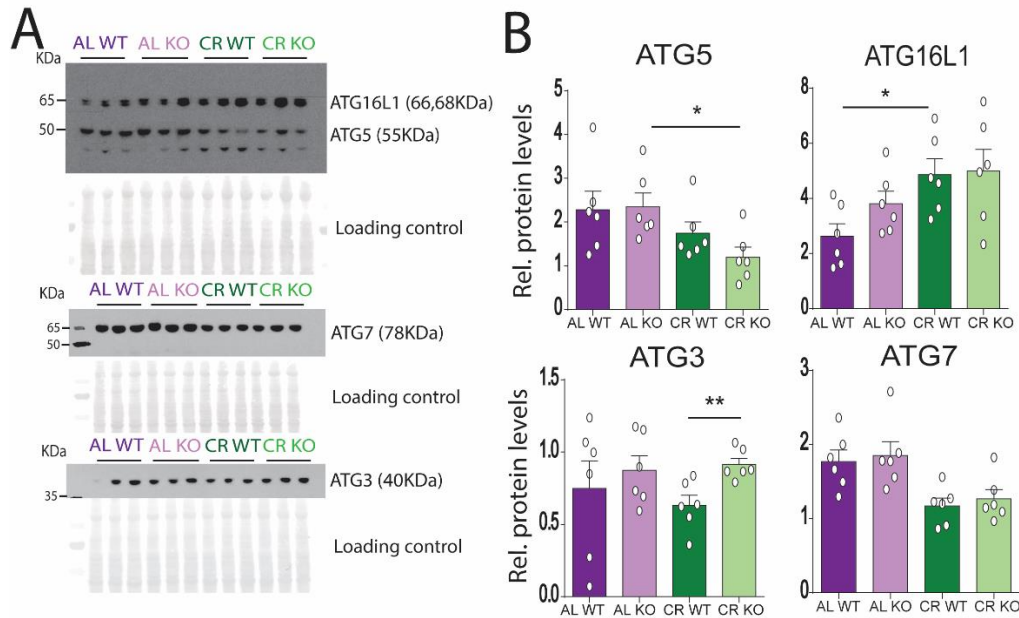 A
AL WT AL KO CR WT CR KO
KDa
65
50
ATG16L1 (66,68KDa)
ATG5 (55KDa)
Loading control
KDa
AL WT AL KO CR WT CR KO
65
50
ATG7 (78KDa)
Loading control
KDa
AL WT AL KO CR WT CR KO
35
ATG3 (40KDa)
Loading control
B
ATG5
Rel. protein levels
5
4
3
2
1
0
*
AL WT AL KO CR WT CR KO
ATG16L1
8
6
4
2
0
*
AL WT AL KO CR WT CR KO
ATG3
Rel. protein levels
1.5
1.0
0.5
0.0
**
AL WT AL KO CR WT CR KO
ATG7
3
2
1
0
AL WT AL KO CR WT CR KO